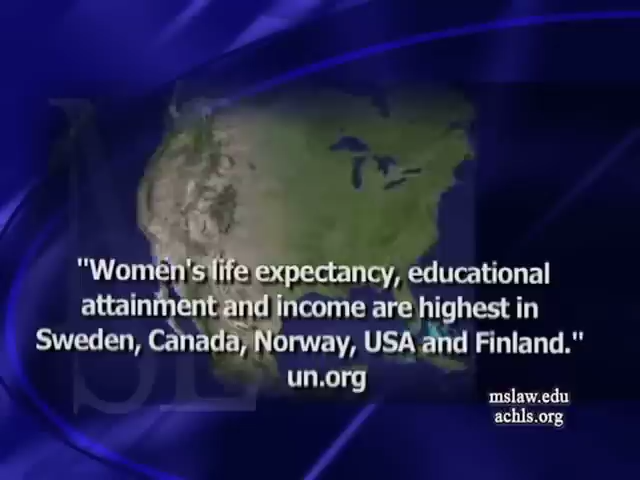 "Women's life expectancy, educational
attainment and income are highest in
Sweden, Canada, Norway, USA and Finland."
un.org
mslaw.edu
achls.org